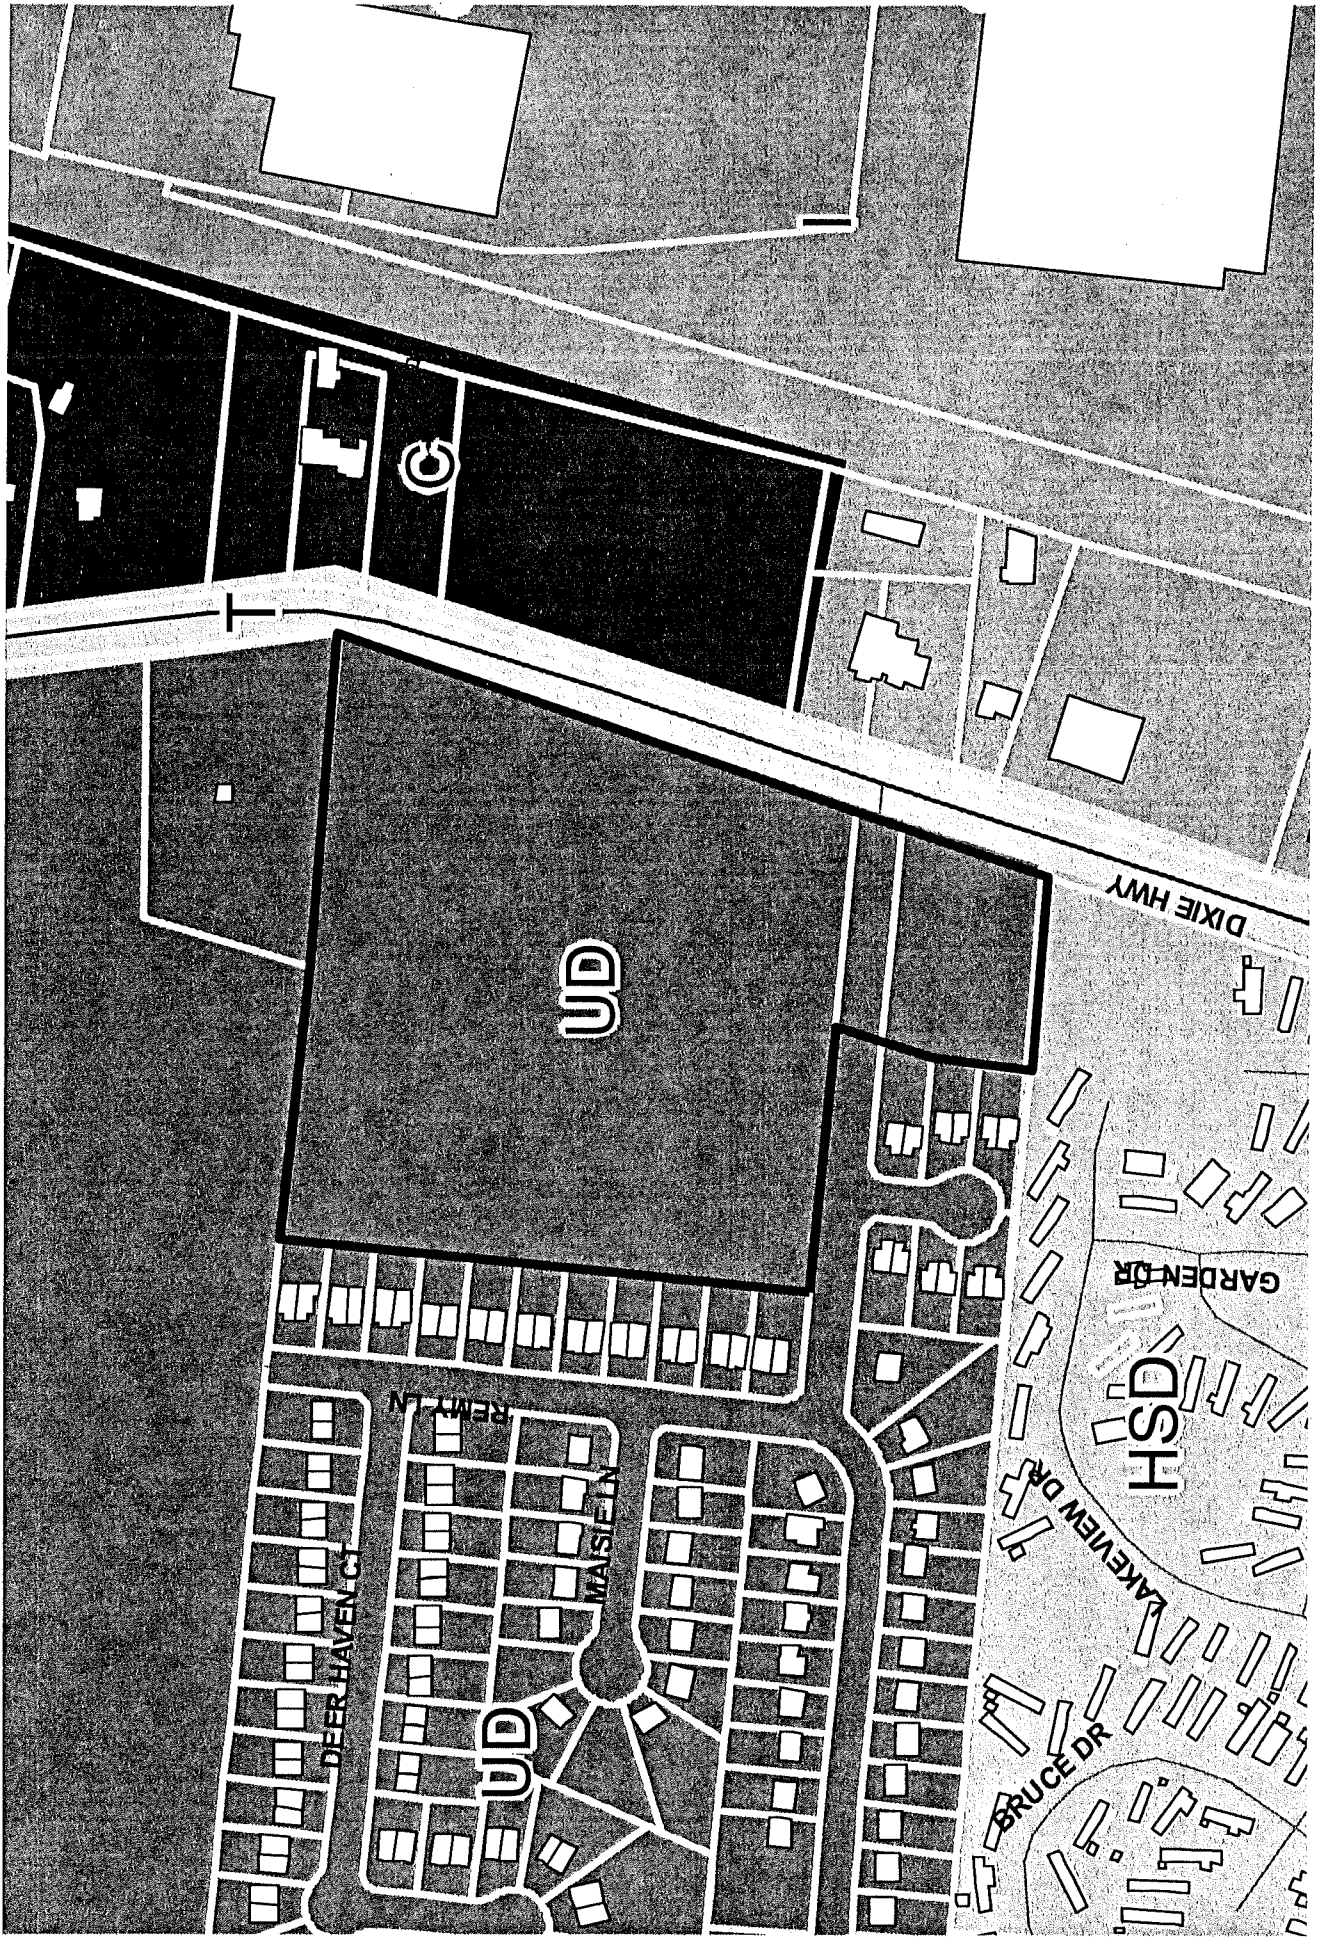 C
T
I
UD
DIXIE HWY
GARDEN DR
REMY LN
HSD
MAISIE LN
LAKEVIEW DR
DEER HAVEN CT
UD
BRUCE DR